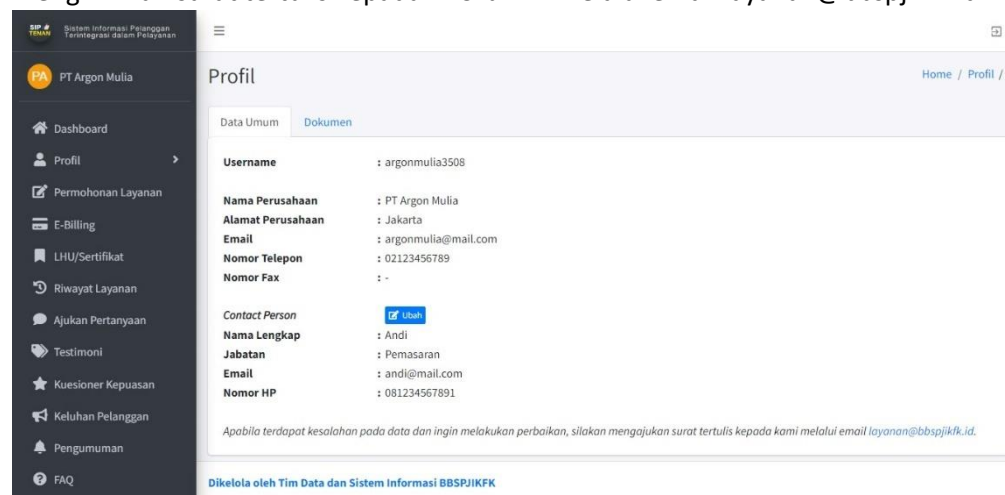 SIP TEMAN
Sistem Informasi Pelanggan
Terintegrasi dalam Pelayanan
PA PT Argon Mulia
Dashboard
Profil
Permohonan Layanan
E-Billing
LHU/Sertifikat
Riwayat Layanan
Ajukan Pertanyaan
Testimoni
Kuesioner Kepuasan
Keluhan Pelanggan
Pengumuman
FAQ
Profil
Home / Profil /
Data Umum Dokumen
Username : argonmulia3508
Nama Perusahaan : PT Argon Mulia
Alamat Perusahaan : Jakarta
Email : argonmulia@mail.com
Nomor Telepon : 02123456789
Nomor Fax : -
Contact Person Ubah
Nama Lengkap : Andi
Jabatan : Pemasaran
Email : andi@mail.com
Nomor HP : 081234567891
Apabila terdapat kesalahan pada data dan ingin melakukan perbaikan, silakan mengajukan surat tertulis kepada kami melalui email layanan@bbspjikfk.id.
Dikelola oleh Tim Data dan Sistem Informasi BBSPJIKFK